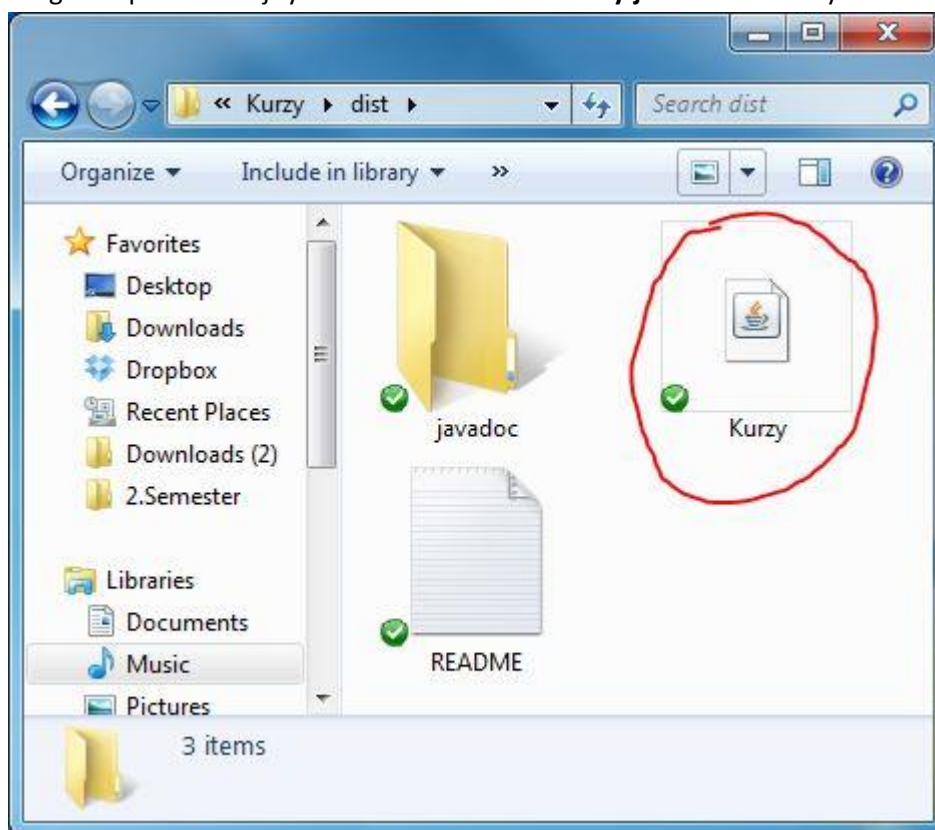 « Kurzy ▸ dist ▸
Search dist
Organize ▾ Include in library ▾ »
Favorites
Desktop
Downloads
Dropbox
Recent Places
Downloads (2)
2.Semester
Libraries
Documents
Music
Pictures
javadoc
Kurzy
README
3 items